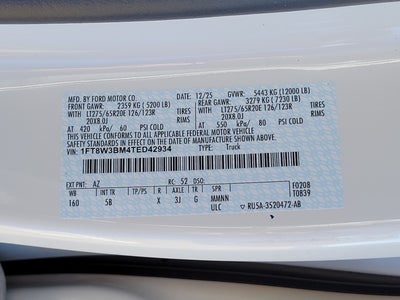 MFD. BY FORD MOTOR CO. 12/25 GVWR: 5443 KG (12000 LB)
FRONT GAWR: 2359 KG (5200 LB) REAR GAWR: 3279 KG (7230 LB)
WITH LT275/65R20E 126/123R WITH LT275/65R20E 126/123R
TIRES TIRES
20X8.0J RIMS 20X8.0J RIMS
AT 420 kPa/ 60 PSI COLD AT 550 kPa/ 80 PSI COLD
THIS VEHICLE CONFORMS TO ALL APPLICABLE FEDERAL MOTOR VEHICLE
SAFETY STANDARDS IN EFFECT ON THE DATE OF MANUFACTURE SHOWN ABOVE.
VIN: 1FT8W3BM4TED42934 TYPE: Truck
EXT PNT: AZ RC: 52 DSO: F0208
WB INT TR TP/PS R AXLE TR SPR T0839
160 5B X 3J G MMNN
ULC RU5A-3520472-AB